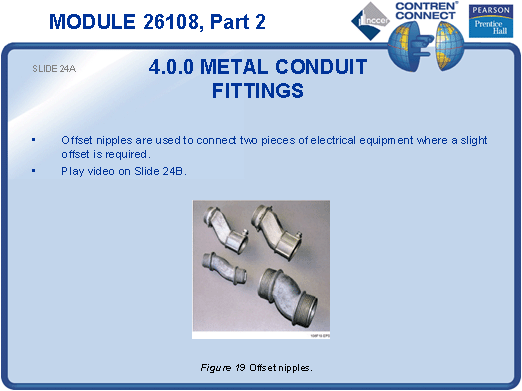 MODULE 26108, Part 2
nccer
CONTREN®
CONNECT
PEARSON
Prentice
Hall
SLIDE 24A
4.0.0 METAL CONDUIT
FITTINGS
• Offset nipples are used to connect two pieces of electrical equipment where a slight
offset is required.
• Play video on Slide 24B.
Figure 19 Offset nipples.